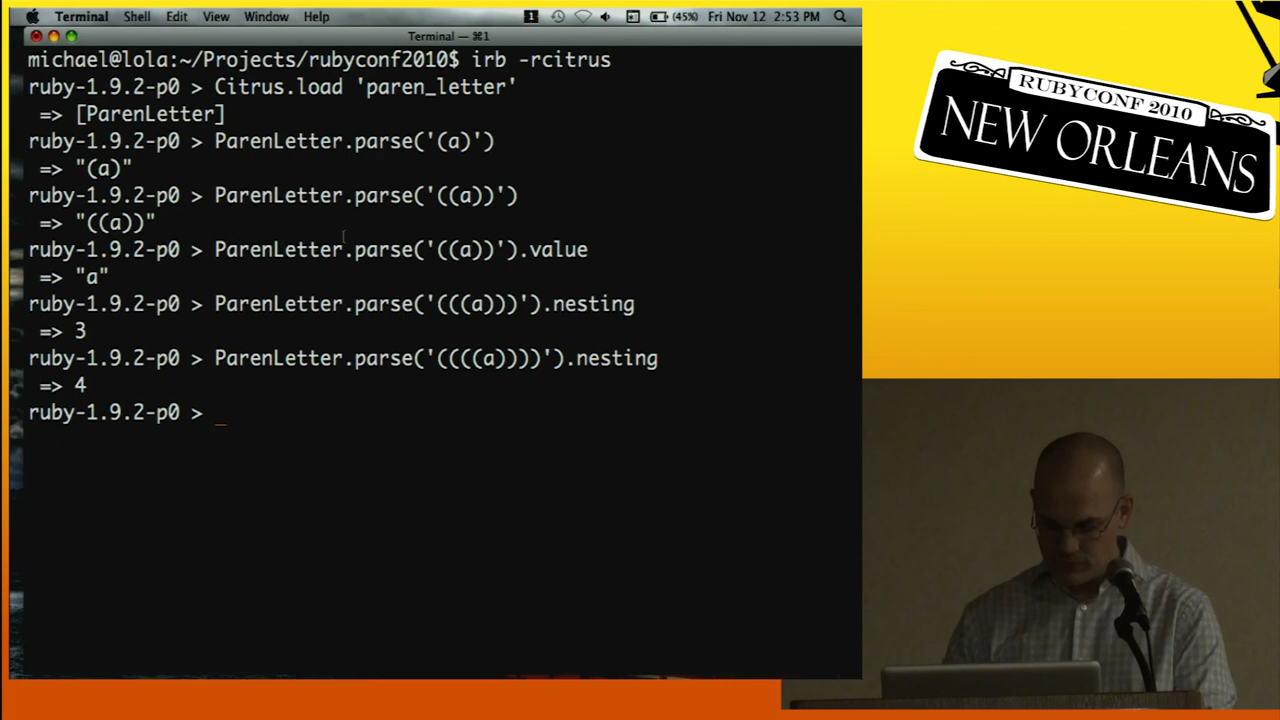 Terminal Shell Edit View Window Help 1 (45%) Fri Nov 12 2:53 PM
Terminal — ⌘1
michael@lola:~/Projects/rubyconf2010$ irb -rcitrus
ruby-1.9.2-p0 > Citrus.load 'paren_letter'
=> [ParenLetter]
ruby-1.9.2-p0 > ParenLetter.parse('(a)')
=> "(a)"
ruby-1.9.2-p0 > ParenLetter.parse('((a))')
=> "((a))"
ruby-1.9.2-p0 > ParenLetter.parse('((a))').value
=> "a"
ruby-1.9.2-p0 > ParenLetter.parse('(((a)))').nesting
=> 3
ruby-1.9.2-p0 > ParenLetter.parse('((((a))))').nesting
=> 4
ruby-1.9.2-p0 > _
RUBYCONF 2010
NEW ORLEANS